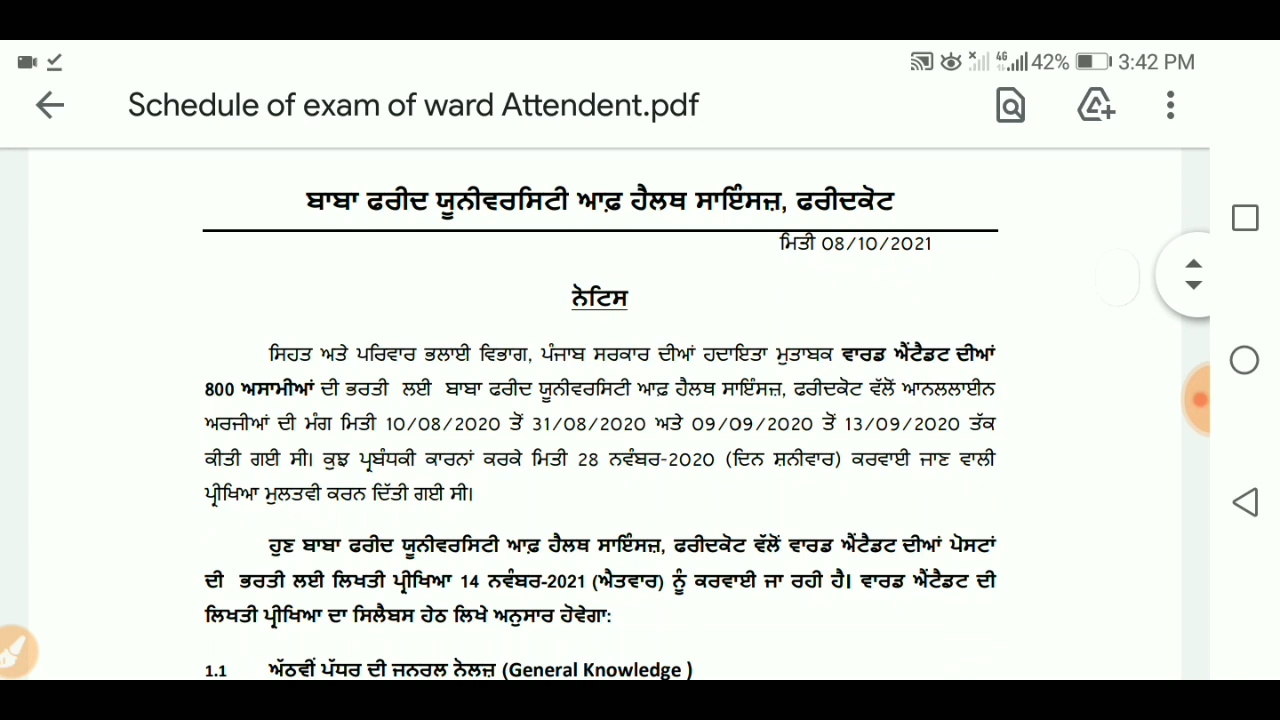 42% 3:42 PM
Schedule of exam of ward Attendent.pdf
ਬਾਬਾ ਫਰੀਦ ਯੂਨੀਵਰਸਿਟੀ ਆਫ਼ ਹੈਲਥ ਸਾਇੰਸਜ਼, ਫਰੀਦਕੋਟ
ਮਿਤੀ 08/10/2021
ਨੋਟਿਸ
ਸਿਹਤ ਅਤੇ ਪਰਿਵਾਰ ਭਲਾਈ ਵਿਭਾਗ, ਪੰਜਾਬ ਸਰਕਾਰ ਦੀਆਂ ਹਦਾਇਤਾ ਮੁਤਾਬਕ ਵਾਰਡ ਐਂਟੈਡਟ ਦੀਆਂ
800 ਅਸਾਮੀਆਂ ਦੀ ਭਰਤੀ ਲਈ ਬਾਬਾ ਫਰੀਦ ਯੂਨੀਵਰਸਿਟੀ ਆਫ਼ ਹੈਲਥ ਸਾਇੰਸਜ਼, ਫਰੀਦਕੋਟ ਵੱਲੋਂ ਆਨਲਲਾਈਨ
ਅਰਜੀਆਂ ਦੀ ਮੰਗ ਮਿਤੀ 10/08/2020 ਤੋਂ 31/08/2020 ਅਤੇ 09/09/2020 ਤੋਂ 13/09/2020 ਤੱਕ
ਕੀਤੀ ਗਈ ਸੀ। ਕੁਝ ਪ੍ਰਬੰਧਕੀ ਕਾਰਨਾਂ ਕਰਕੇ ਮਿਤੀ 28 ਨਵੰਬਰ-2020 (ਦਿਨ ਸ਼ਨੀਵਾਰ) ਕਰਵਾਈ ਜਾਣ ਵਾਲੀ
ਪ੍ਰੀਖਿਆ ਮੁਲਤਵੀ ਕਰਨ ਦਿੱਤੀ ਗਈ ਸੀ।
ਹੁਣ ਬਾਬਾ ਫਰੀਦ ਯੂਨੀਵਰਸਿਟੀ ਆਫ਼ ਹੈਲਥ ਸਾਇੰਸਜ਼, ਫਰੀਦਕੋਟ ਵੱਲੋਂ ਵਾਰਡ ਐਂਟੈਡਟ ਦੀਆਂ ਪੋਸਟਾਂ
ਦੀ ਭਰਤੀ ਲਈ ਲਿਖਤੀ ਪ੍ਰੀਖਿਆ 14 ਨਵੰਬਰ-2021 (ਐਤਵਾਰ) ਨੂੰ ਕਰਵਾਈ ਜਾ ਰਹੀ ਹੈ। ਵਾਰਡ ਐਂਟੈਡਟ ਦੀ
ਲਿਖਤੀ ਪ੍ਰੀਖਿਆ ਦਾ ਸਿਲੈਬਸ ਹੇਠ ਲਿਖੇ ਅਨੁਸਾਰ ਹੋਵੇਗਾ:
1.1 ਅੱਠਵੀਂ ਪੱਧਰ ਦੀ ਜਨਰਲ ਨੋਲਜ਼ (General Knowledge )